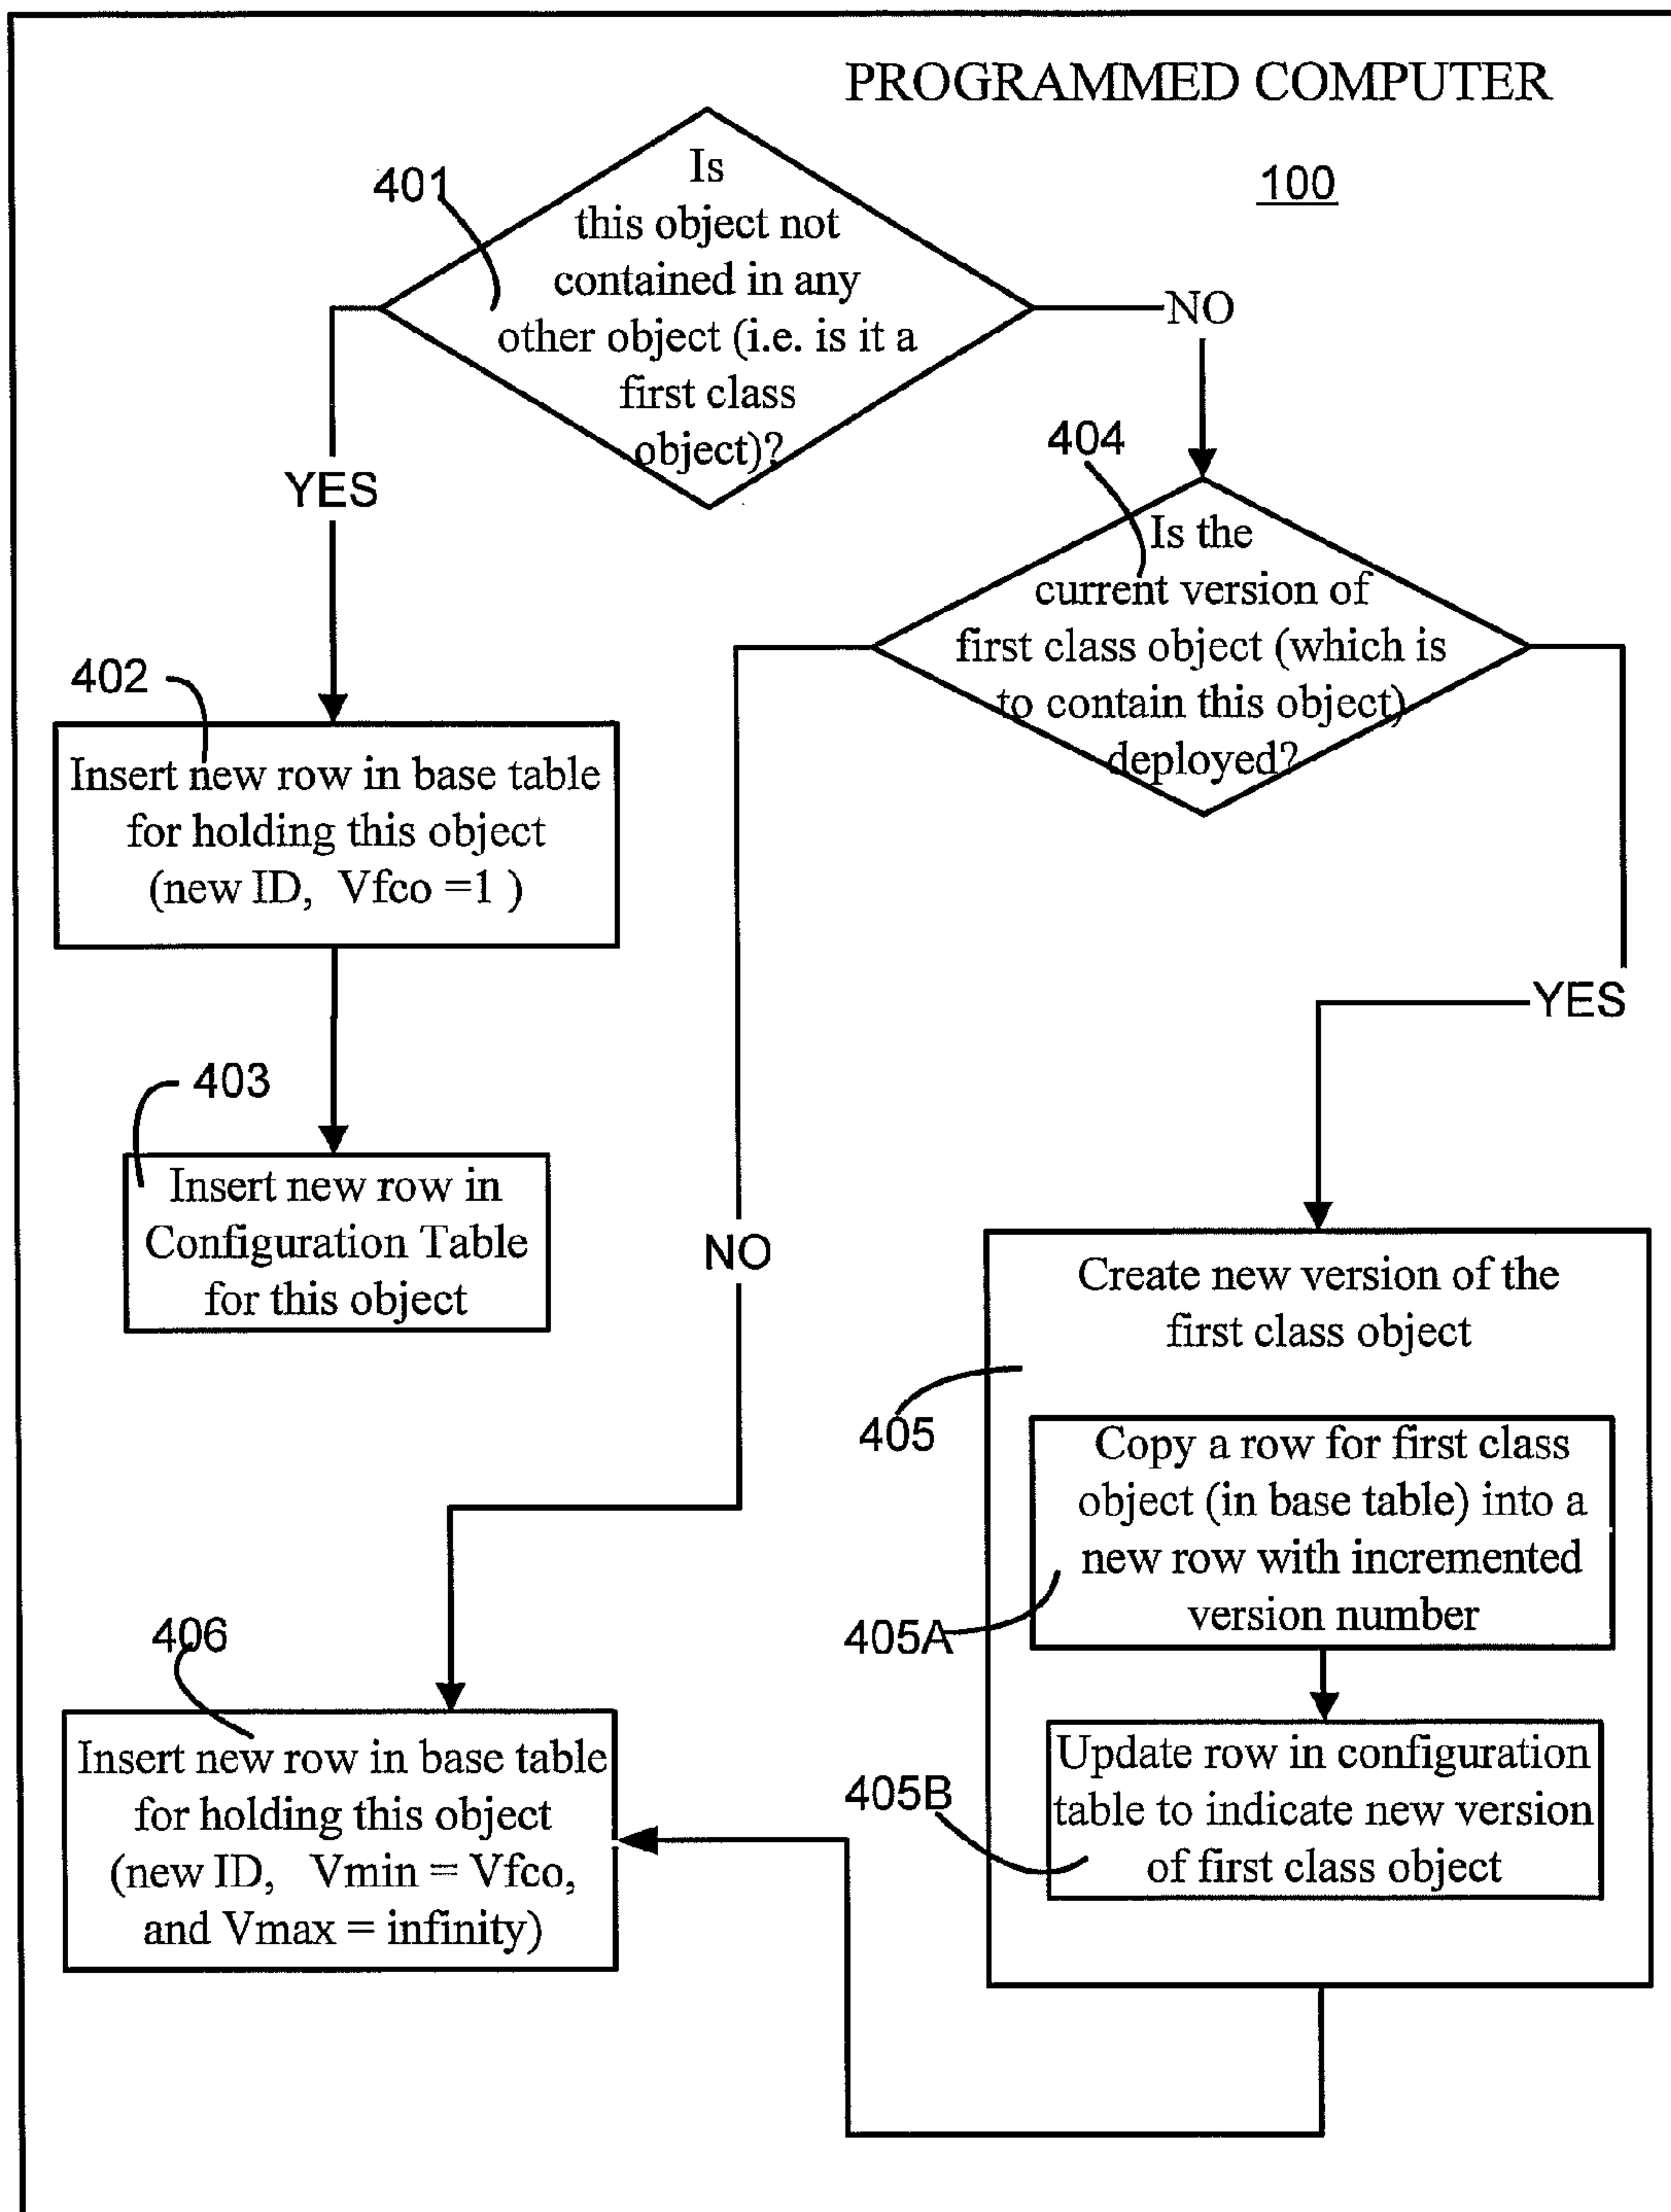 PROGRAMMED COMPUTER
100
401
Is
this object not
contained in any
other object (i.e. is it a
first class
object)?
YES
NO
402
Insert new row in base table
for holding this object
(new ID, Vfco =1 )
403
Insert new row in
Configuration Table
for this object
404
Is the
current version of
first class object (which is
to contain this object)
deployed?
NO
YES
405
Create new version of the
first class object
405A
Copy a row for first class
object (in base table) into a
new row with incremented
version number
405B
Update row in configuration
table to indicate new version
of first class object
406
Insert new row in base table
for holding this object
(new ID, Vmin = Vfco,
and Vmax = infinity)